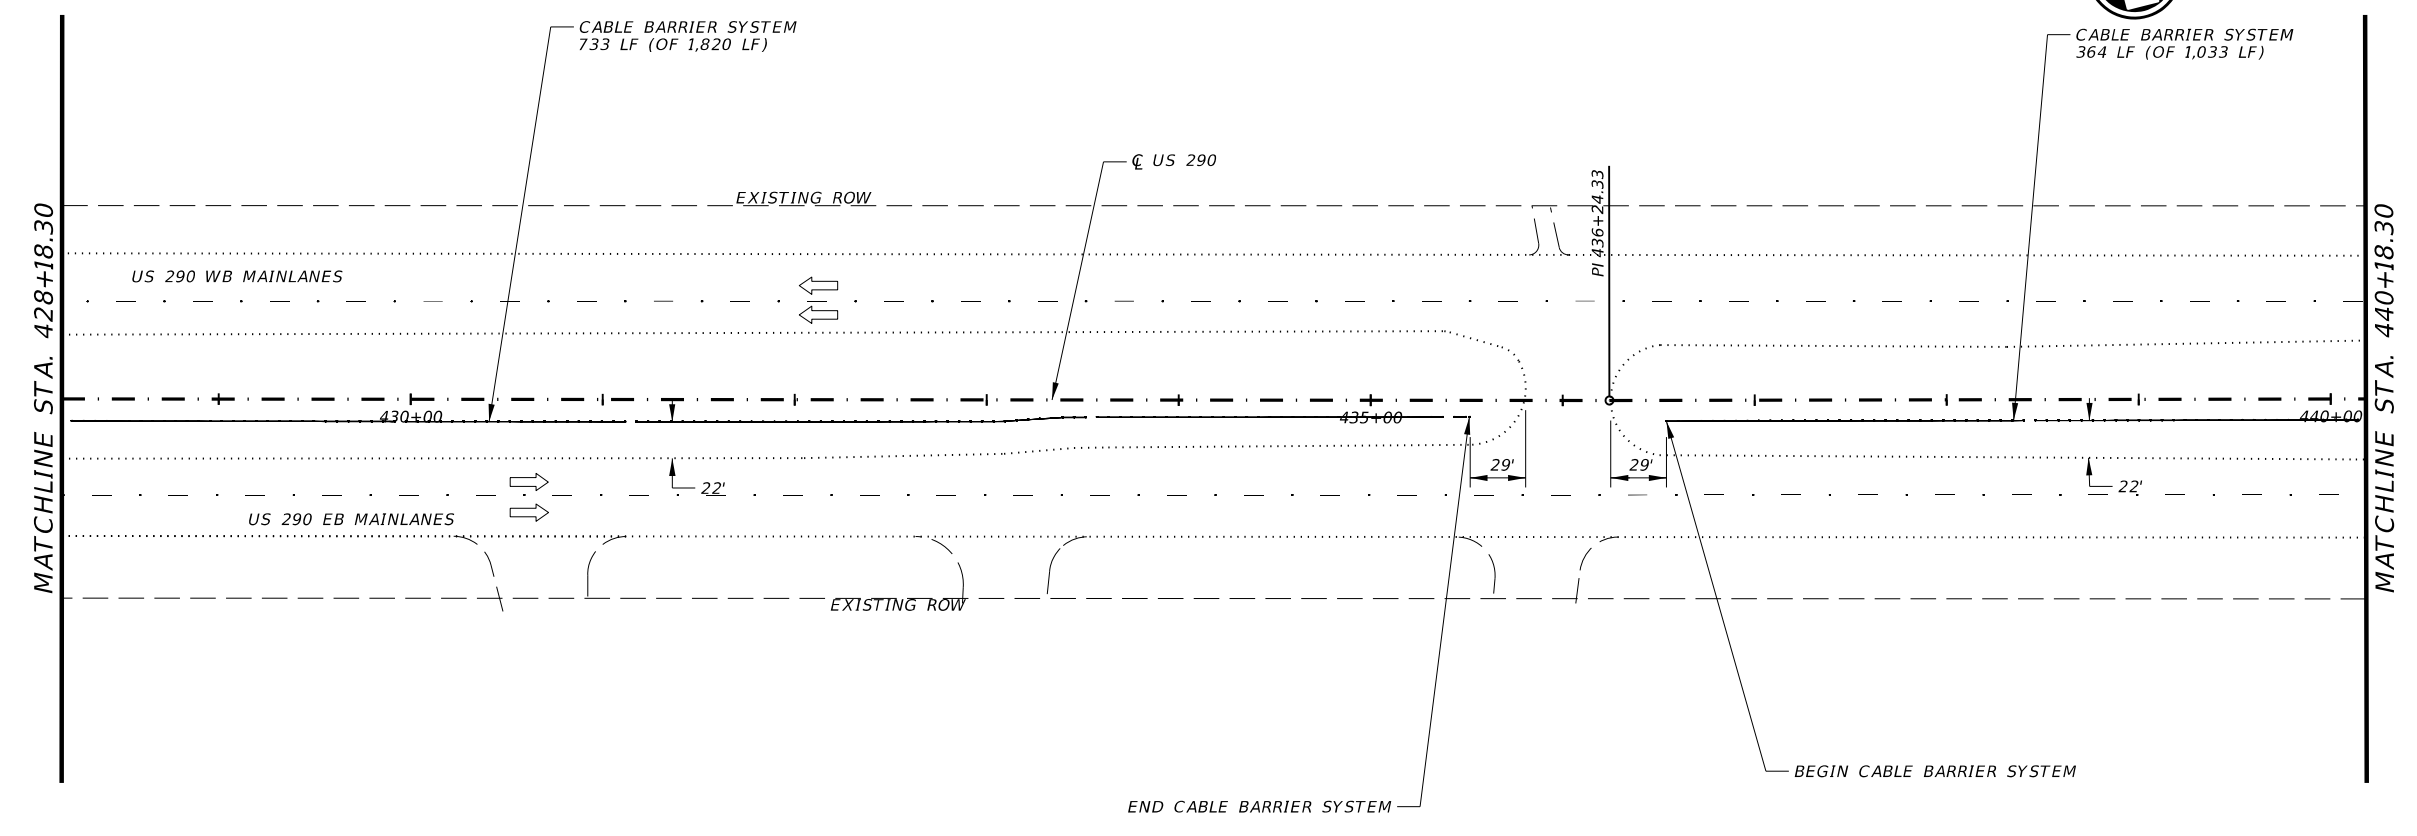 CABLE BARRIER SYSTEM
733 LF (OF 1,820 LF)
CABLE BARRIER SYSTEM
364 LF (OF 1,033 LF)
℄ US 290
EXISTING ROW
PI 436+24.33
MATCHLINE STA. 428+18.30
MATCHLINE STA. 440+18.30
US 290 WB MAINLANES
430+00
435+00
440+00
29'
29'
22'
22'
US 290 EB MAINLANES
EXISTING ROW
BEGIN CABLE BARRIER SYSTEM
END CABLE BARRIER SYSTEM